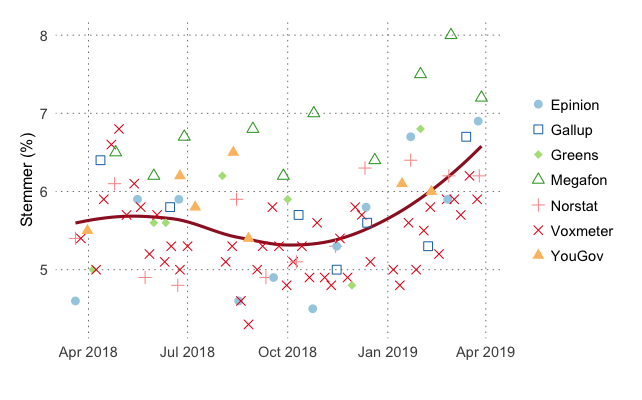 8
7
6
5
Stemmer (%)
Apr 2018 Jul 2018 Oct 2018 Jan 2019 Apr 2019
Epinion
Gallup
Greens
Megafon
Norstat
Voxmeter
YouGov